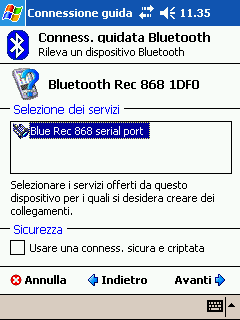 Connessione guida 11.35
Conness. guidata Bluetooth
Rileva un dispositivo Bluetooth
Bluetooth Rec 868 1DF0
Selezione dei servizi
Blue Rec 868 serial port
Selezionare i servizi offerti da questo
dispositivo per i quali si desidera creare dei
collegamenti.
Sicurezza
Usare una conness. sicura e criptata
Annulla Indietro Avanti